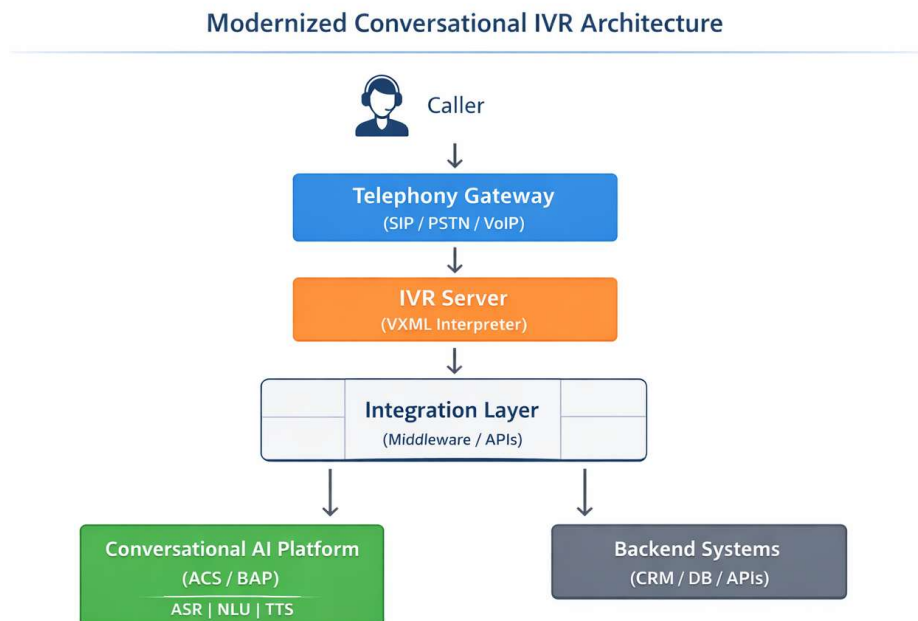 Modernized Conversational IVR Architecture
Caller
Telephony Gateway
(SIP / PSTN / VoIP)
IVR Server
(VXML Interpreter)
Integration Layer
(Middleware / APIs)
Conversational AI Platform
(ACS / BAP)
ASR | NLU | TTS
Backend Systems
(CRM / DB / APIs)